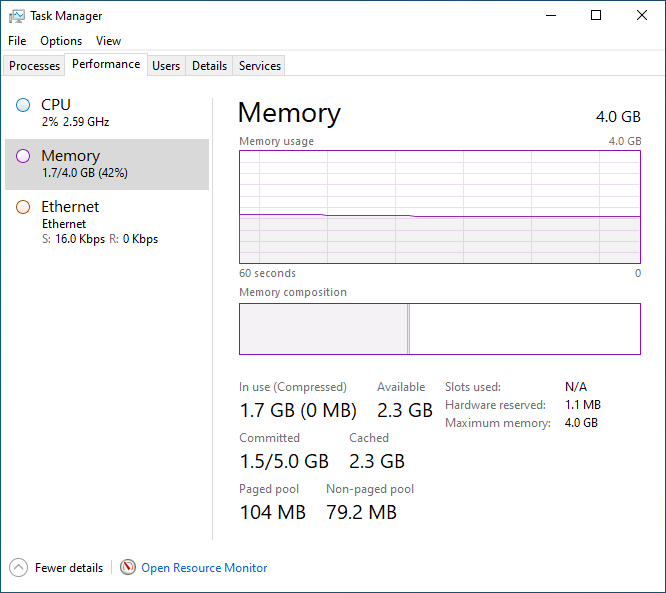 Task Manager
File Options View
Processes Performance Users Details Services
CPU
2% 2.59 GHz
Memory
1.7/4.0 GB (42%)
Ethernet
Ethernet
S: 16.0 Kbps R: 0 Kbps
Memory 4.0 GB
Memory usage 4.0 GB
60 seconds 0
Memory composition
In use (Compressed) Available
1.7 GB (0 MB) 2.3 GB
Committed Cached
1.5/5.0 GB 2.3 GB
Paged pool Non-paged pool
104 MB 79.2 MB
Slots used: N/A
Hardware reserved: 1.1 MB
Maximum memory: 4.0 GB
Fewer details Open Resource Monitor